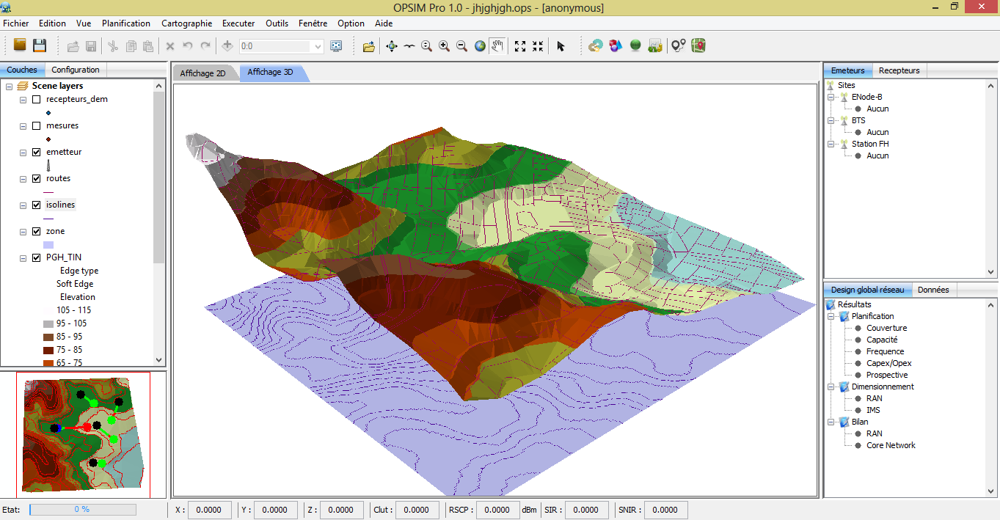 OPSIM Pro 1.0 - jhjghjgh.ops - [anonymous]
Fichier Edition Vue Planification Cartographie Executer Outils Fenêtre Option Aide
0:0
Couches Configuration
Scene layers
recepteurs_dem
mesures
emetteur
routes
isolines
zone
PGH_TIN
Edge type
Soft Edge
Elevation
105 - 115
95 - 105
85 - 95
75 - 85
65 - 75
Affichage 2D Affichage 3D
Emeteurs Recepteurs
Sites
ENode-B
Aucun
BTS
Aucun
Station FH
Aucun
Design global réseau Données
Résultats
Planification
Couverture
Capacité
Frequence
Capex/Opex
Prospective
Dimensionnement
RAN
IMS
Bilan
RAN
Core Network
Etat: 0 % X : 0.0000 Y : 0.0000 Z : 0.0000 Clut : 0.0000 RSCP : 0.0000 dBm SIR : 0.0000 SNIR : 0.0000